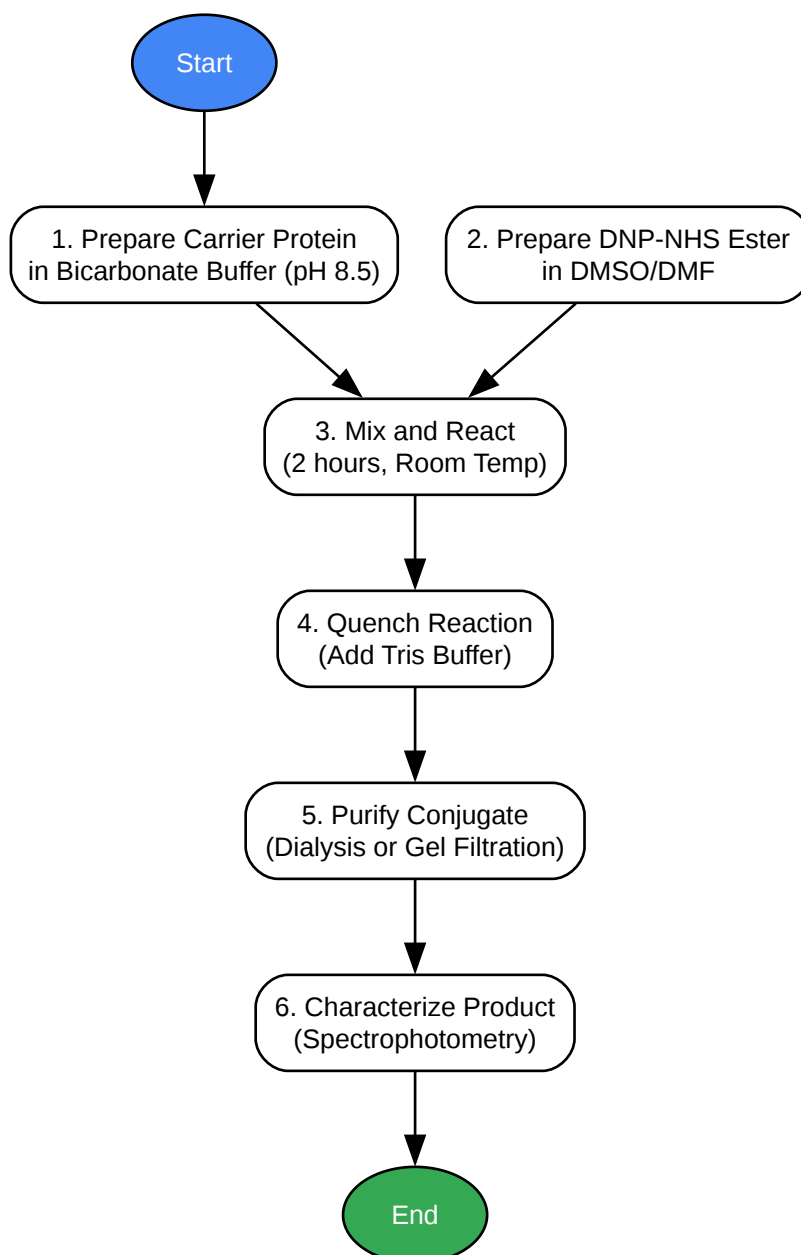 Start
1. Prepare Carrier Protein
in Bicarbonate Buffer (pH 8.5)
2. Prepare DNP-NHS Ester
in DMSO/DMF
3. Mix and React
(2 hours, Room Temp)
4. Quench Reaction
(Add Tris Buffer)
5. Purify Conjugate
(Dialysis or Gel Filtration)
6. Characterize Product
(Spectrophotometry)
End